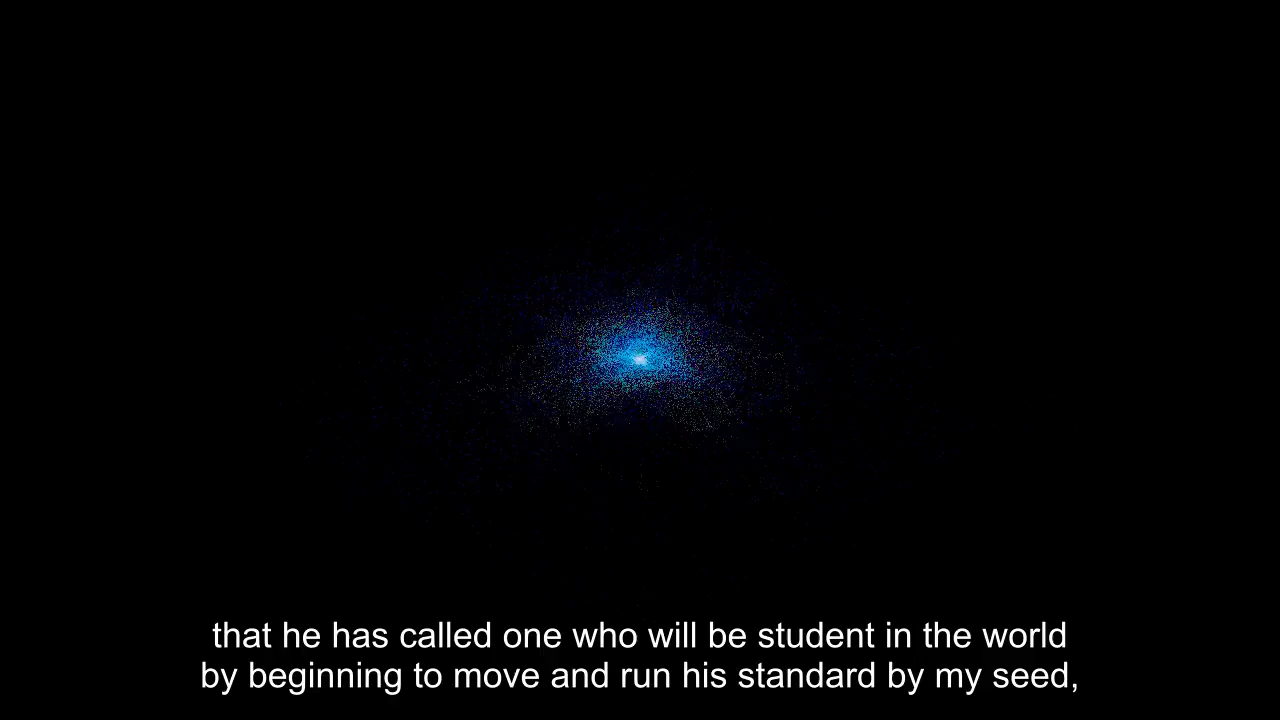 that he has called one who will be student in the world
by beginning to move and run his standard by my seed,